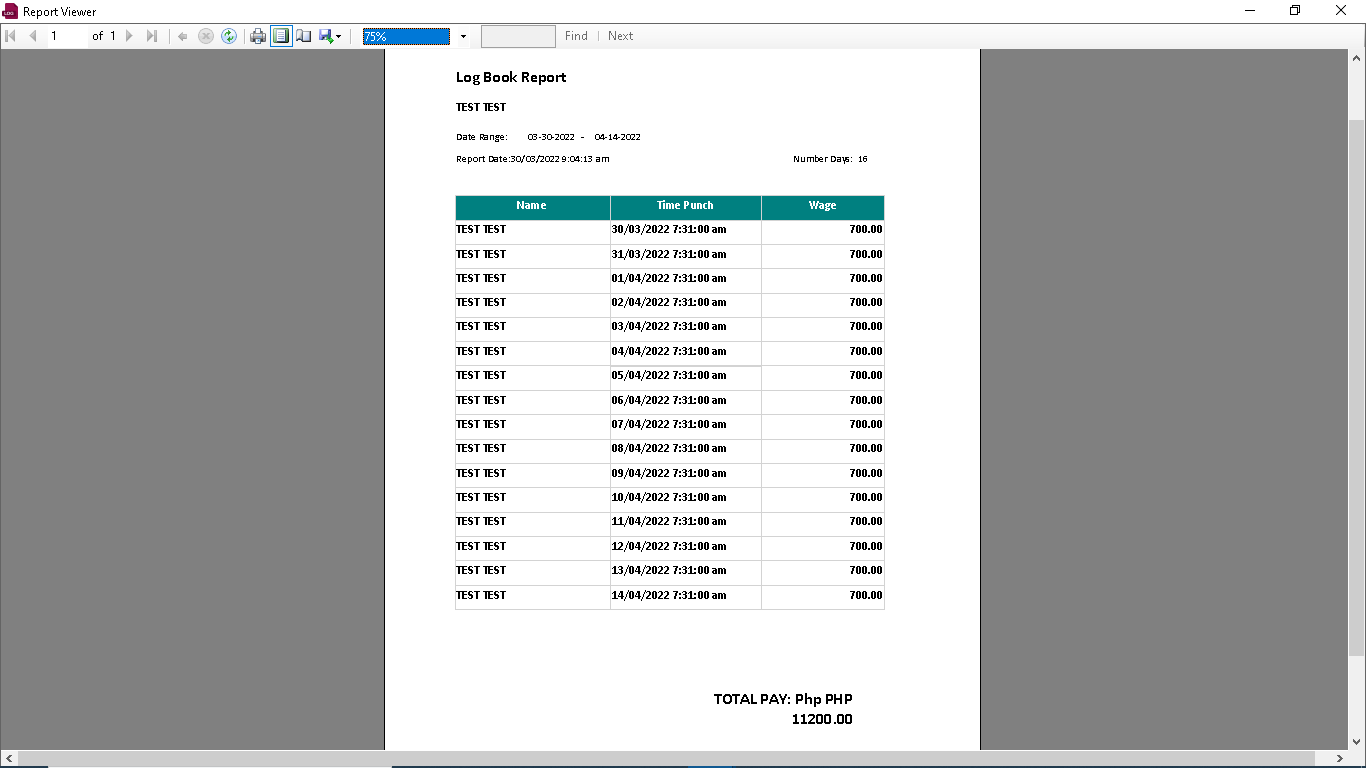 LOG Report Viewer
1 of 1 75% Find Next
Log Book Report
TEST TEST
Date Range: 03-30-2022 - 04-14-2022
Report Date:30/03/2022 9:04:13 am Number Days: 16
Name Time Punch Wage
TEST TEST 30/03/2022 7:31:00 am 700.00
TEST TEST 31/03/2022 7:31:00 am 700.00
TEST TEST 01/04/2022 7:31:00 am 700.00
TEST TEST 02/04/2022 7:31:00 am 700.00
TEST TEST 03/04/2022 7:31:00 am 700.00
TEST TEST 04/04/2022 7:31:00 am 700.00
TEST TEST 05/04/2022 7:31:00 am 700.00
TEST TEST 06/04/2022 7:31:00 am 700.00
TEST TEST 07/04/2022 7:31:00 am 700.00
TEST TEST 08/04/2022 7:31:00 am 700.00
TEST TEST 09/04/2022 7:31:00 am 700.00
TEST TEST 10/04/2022 7:31:00 am 700.00
TEST TEST 11/04/2022 7:31:00 am 700.00
TEST TEST 12/04/2022 7:31:00 am 700.00
TEST TEST 13/04/2022 7:31:00 am 700.00
TEST TEST 14/04/2022 7:31:00 am 700.00
TOTAL PAY: Php PHP
11200.00